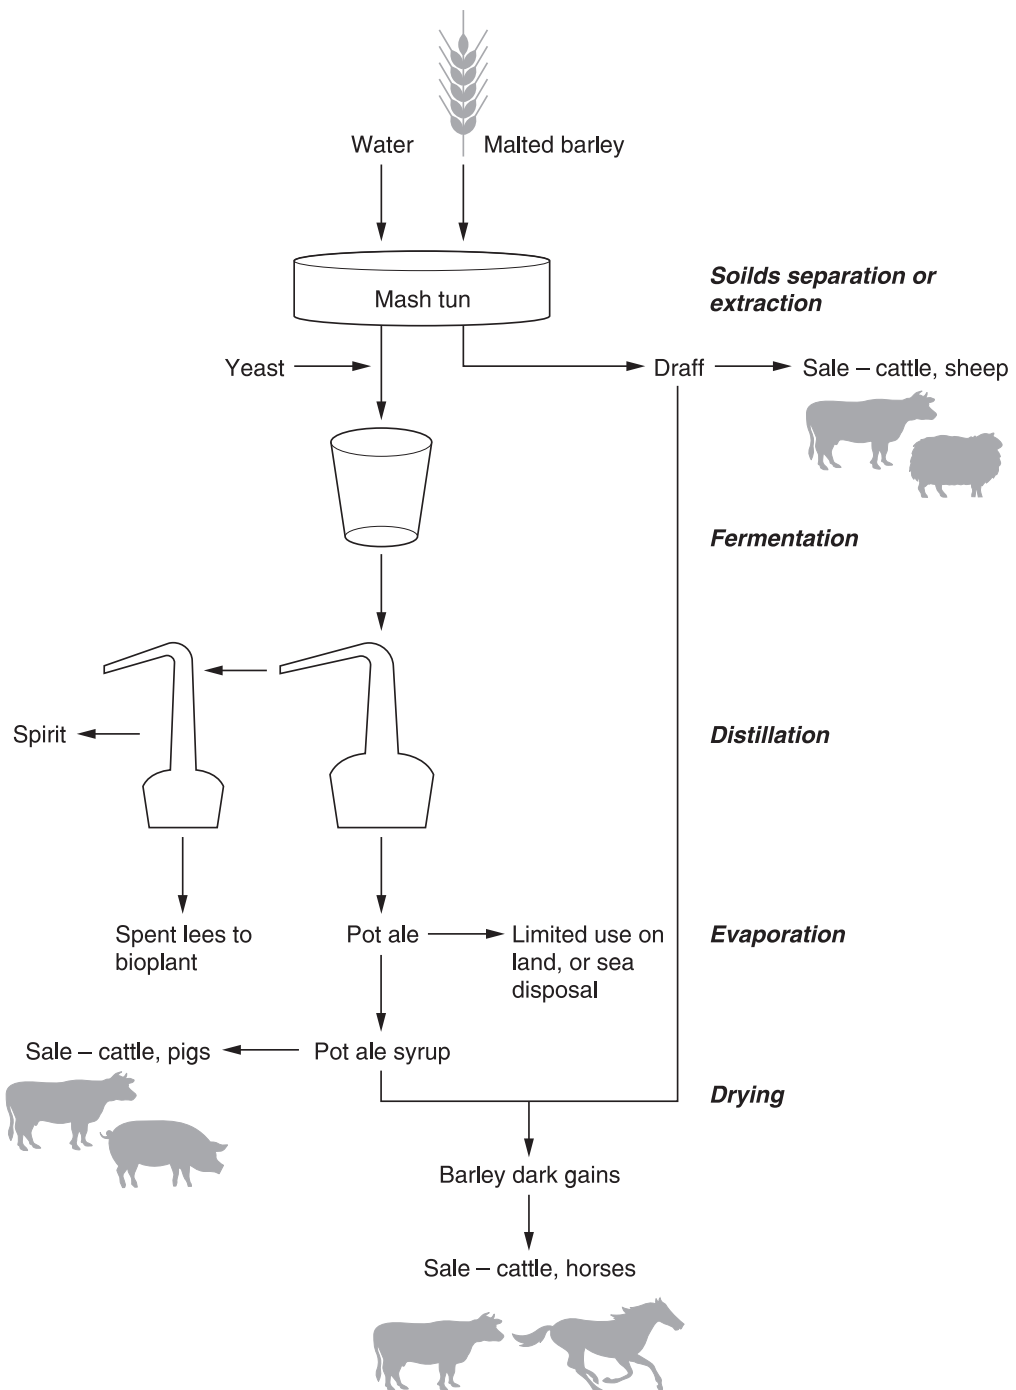 Water
Malted barley
Mash tun
Soilds separation or
extraction
Yeast
Draff
Sale – cattle, sheep
Fermentation
Spirit
Distillation
Spent lees to
bioplant
Pot ale
Limited use on
land, or sea
disposal
Evaporation
Sale – cattle, pigs
Pot ale syrup
Drying
Barley dark gains
Sale – cattle, horses